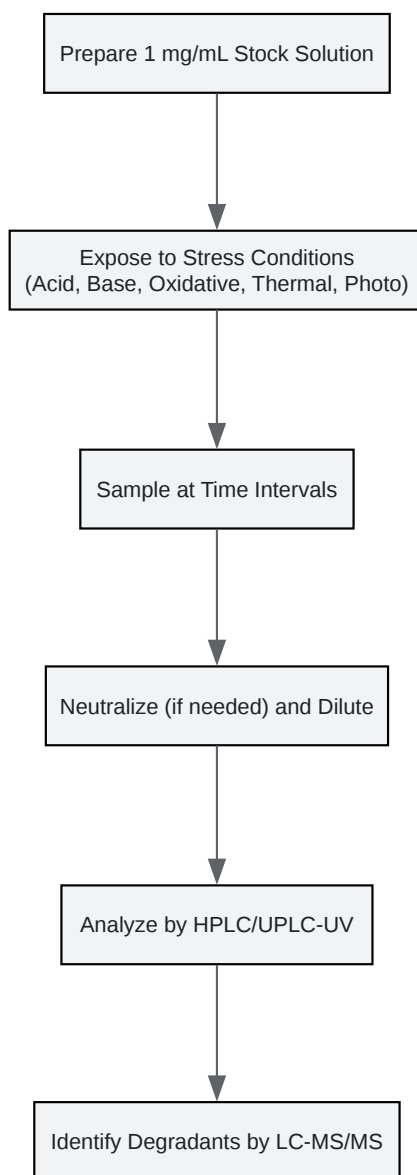 Prepare 1 mg/mL Stock Solution
Expose to Stress Conditions
(Acid, Base, Oxidative, Thermal, Photo)
Sample at Time Intervals
Neutralize (if needed) and Dilute
Analyze by HPLC/UPLC-UV
Identify Degradants by LC-MS/MS